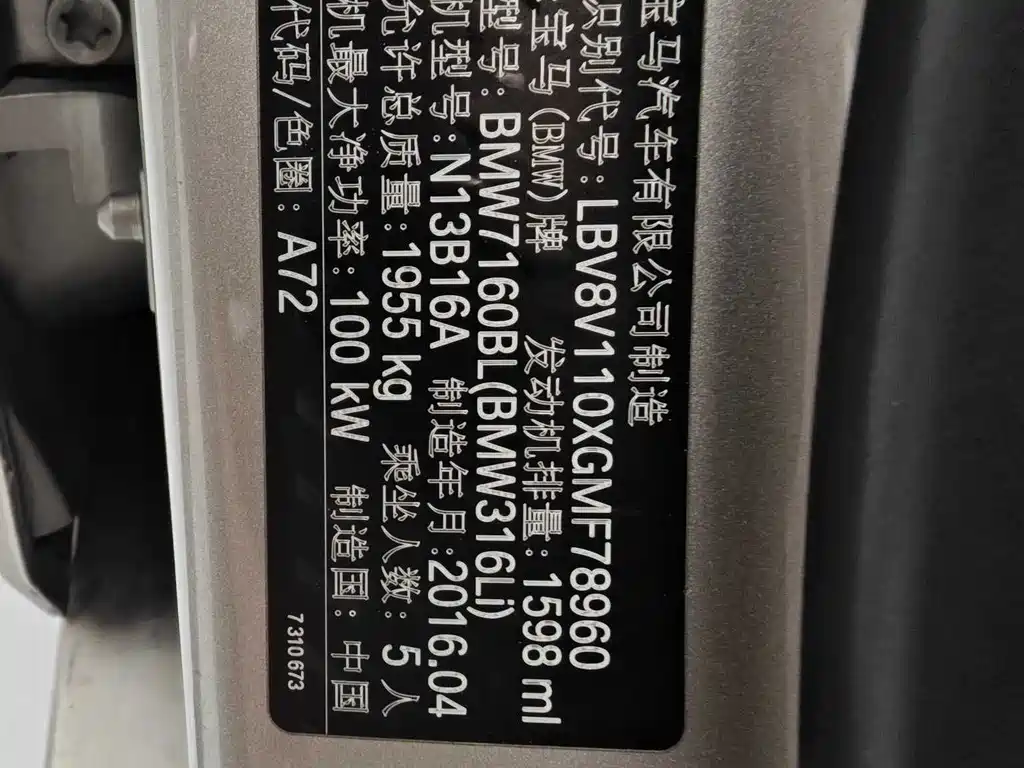 宝马汽车有限公司制造
识别代号: LBV8V110XGMF78960
宝马(BMW)牌 发动机排量:1598 ml
型号: BMW7160BL(BMW316Li)
机型号:N13B16A 制造年月:2016.04
允许总质量:1955 kg 乘坐人数: 5人
机最大净功率: 100 kW 制造国: 中国
代码/色圈: A72
7310673